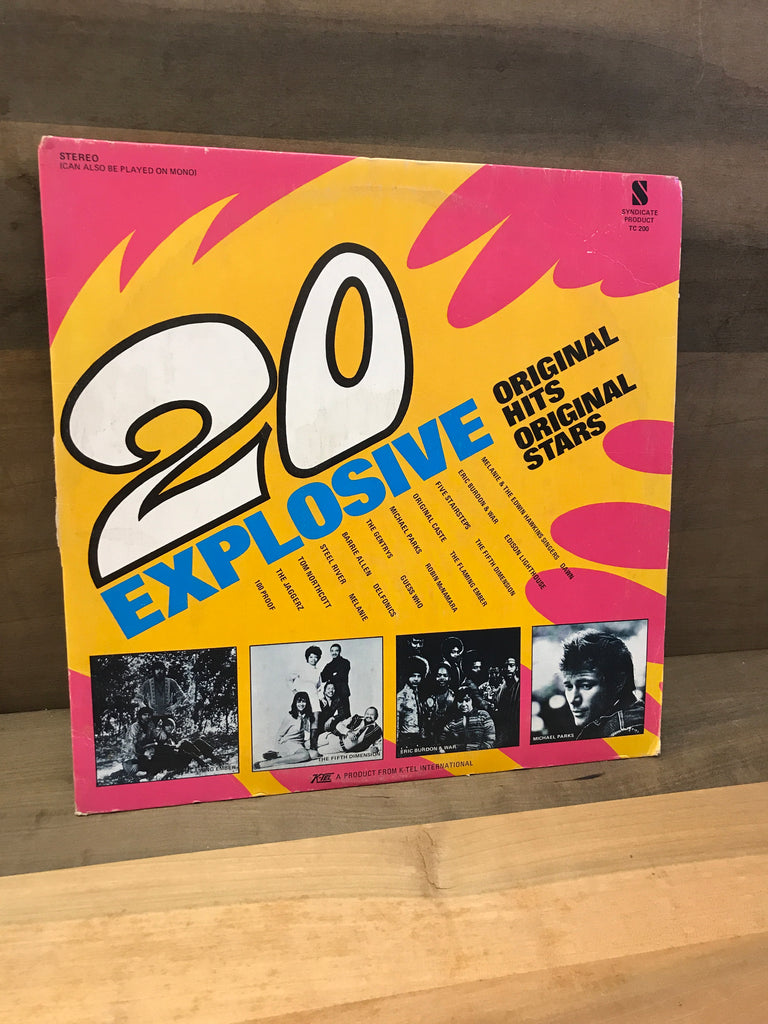 STEREO
(CAN ALSO BE PLAYED ON MONO)
S
SYNDICATE
PRODUCT
TC 200
20
EXPLOSIVE
ORIGINAL
HITS
ORIGINAL
STARS
100 PROOF
THE JAGGERZ
TOM NORTHCOTT
STEEL RIVER
MELANIE
BARRIE ALLEN
DELFONICS
THE GENTRYS
GUESS WHO
MICHAEL PARKS
ROBIN McNAMARA
ORIGINAL CASTE
THE FLAMING EMBER
FIVE STAIRSTEPS
THE FIFTH DIMENSION
ERIC BURDON & WAR
EDISON LIGHTHOUSE
MELANIE & THE EDWIN HAWKINS SINGERS
DAWN
FLAMING EMBER
THE FIFTH DIMENSION
ERIC BURDON & WAR
MICHAEL PARKS
K-TEL A PRODUCT FROM K-TEL INTERNATIONAL